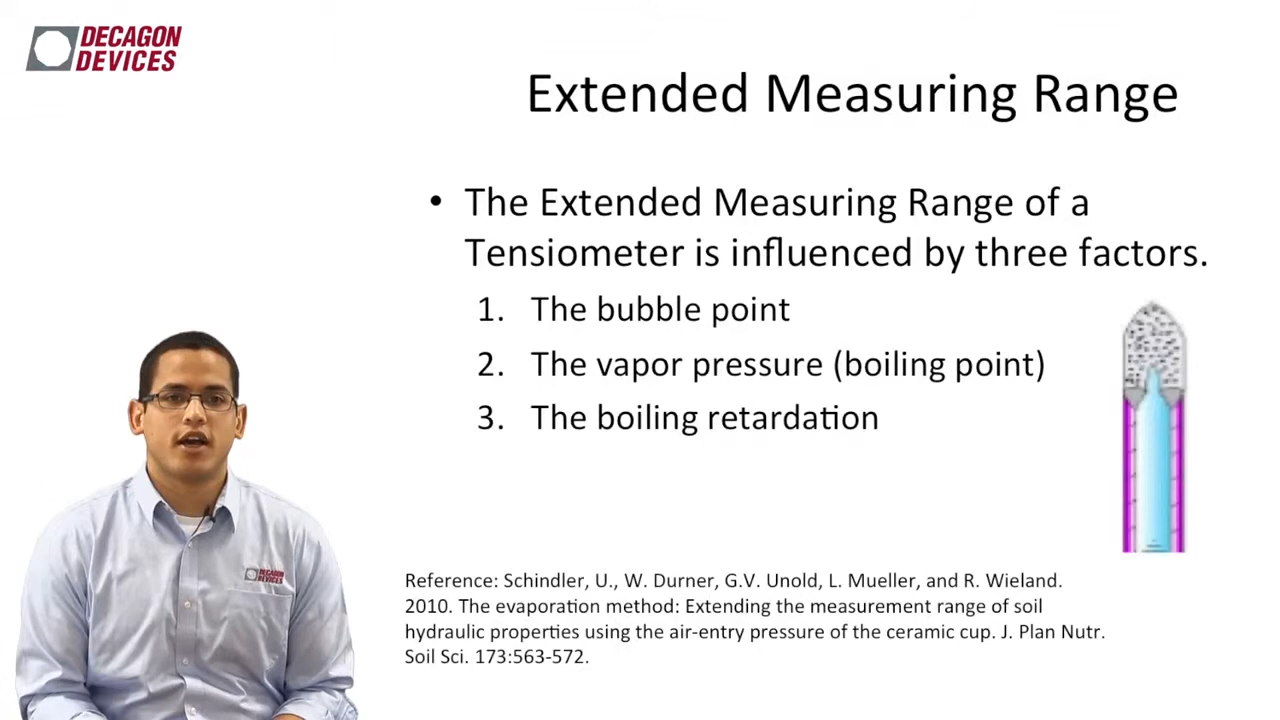 DECAGON
DEVICES
Extended Measuring Range
• The Extended Measuring Range of a
Tensiometer is influenced by three factors.
1. The bubble point
2. The vapor pressure (boiling point)
3. The boiling retardation
DECAGON
DEVICES
Reference: Schindler, U., W. Durner, G.V. Unold, L. Mueller, and R. Wieland.
2010. The evaporation method: Extending the measurement range of soil
hydraulic properties using the air-entry pressure of the ceramic cup. J. Plan Nutr.
Soil Sci. 173:563-572.